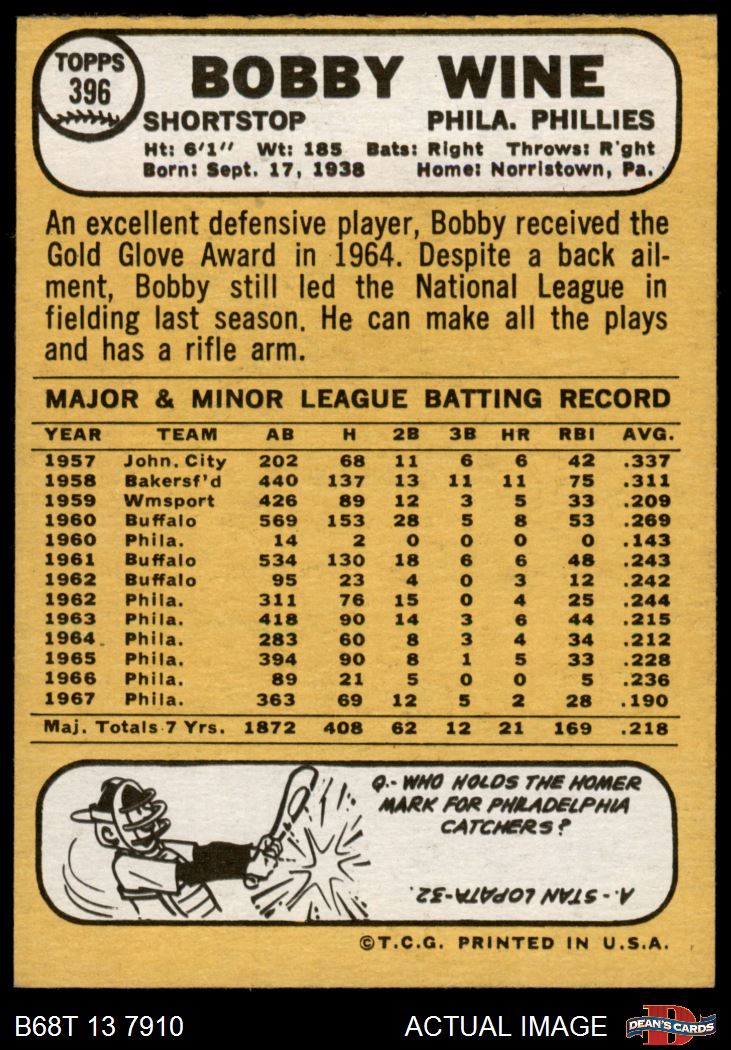 TOPPS
396
BOBBY WINE
SHORTSTOP PHILA. PHILLIES
Ht: 6'1" Wt: 185 Bats: Right Throws: R'ght
Born: Sept. 17, 1938 Home: Norristown, Pa.
An excellent defensive player, Bobby received the
Gold Glove Award in 1964. Despite a back ail-
ment, Bobby still led the National League in
fielding last season. He can make all the plays
and has a rifle arm.
MAJOR & MINOR LEAGUE BATTING RECORD
YEAR TEAM AB H 2B 3B HR RBI AVG.
1957 John. City 202 68 11 6 6 42 .337
1958 Bakersf'd 440 137 13 11 11 75 .311
1959 Wmsport 426 89 12 3 5 33 .209
1960 Buffalo 569 153 28 5 8 53 .269
1960 Phila. 14 2 0 0 0 0 .143
1961 Buffalo 534 130 18 6 6 48 .243
1962 Buffalo 95 23 4 0 3 12 .242
1962 Phila. 311 76 15 0 4 25 .244
1963 Phila. 418 90 14 3 6 44 .215
1964 Phila. 283 60 8 3 4 34 .212
1965 Phila. 394 90 8 1 5 33 .228
1966 Phila. 89 21 5 0 0 5 .236
1967 Phila. 363 69 12 5 2 28 .190
Maj. Totals 7 Yrs. 1872 408 62 12 21 169 .218
Q.- WHO HOLDS THE HOMER
MARK FOR PHILADELPHIA
CATCHERS?
A.- STAN LOPATA-32.
©T.C.G. PRINTED IN U.S.A.
B68T 13 7910 ACTUAL IMAGE
DEAN'S CARDS